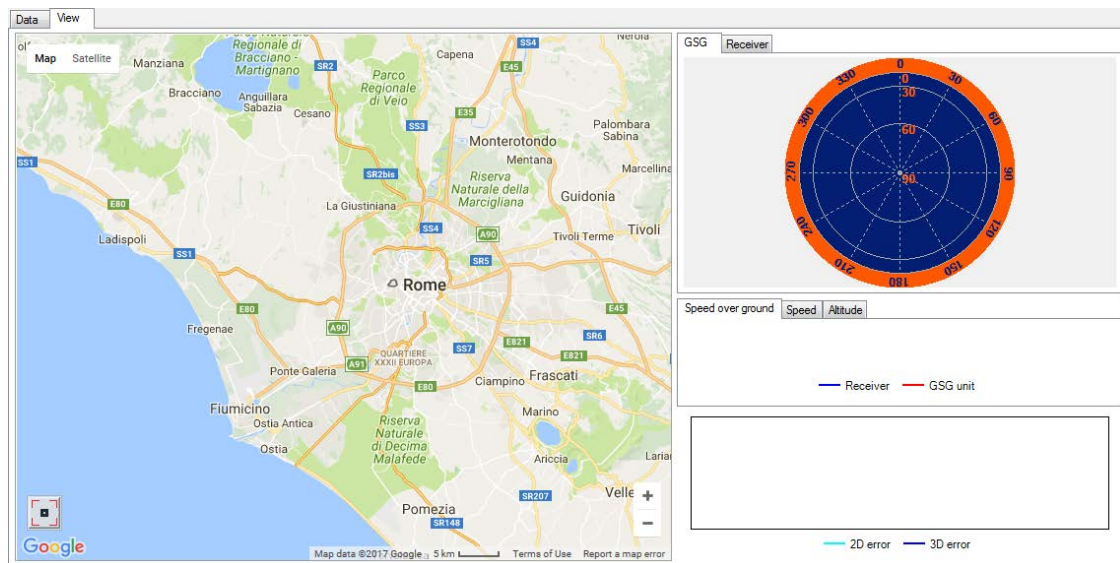 Data View
Map Satellite
Regionale di
Bracciano -
Martignano
Manziana
Bracciano
Anguillara
Sabazia
Cesano
SR2
Parco
Regionale
di Veio
Capena
SS4
E45
Nerola
E35
SS3
Monterotondo
Mentana
Palombara
Sabina
Marcellina
SS1
SR2bis
Riserva
Naturale della
Marcigliana
Guidonia
E80
La Giustiniana
SS4
A90
Tivoli Terme
Tivoli
Ladispoli
SS1
SR5
Rome
E80
E45
Fregenae
A90
SS7
E821
SR6
A91
QUARTIERE
XXXII EUROPA
E821
Ponte Galeria
E80
Ciampino
Frascati
Fiumicino
Ostia Antica
Ostia
Riserva
Naturale
di Decima
Malafede
Marino
Ariccia
Larian
SR207
Velle
Pomezia
SR148
+
−
Google
Map data ©2017 Google 5 km Terms of Use Report a map error
GSG Receiver
0
30
60
90
120
150
180
210
240
270
300
330
0
30
60
90
Speed over ground Speed Altitude
Receiver GSG unit
2D error 3D error